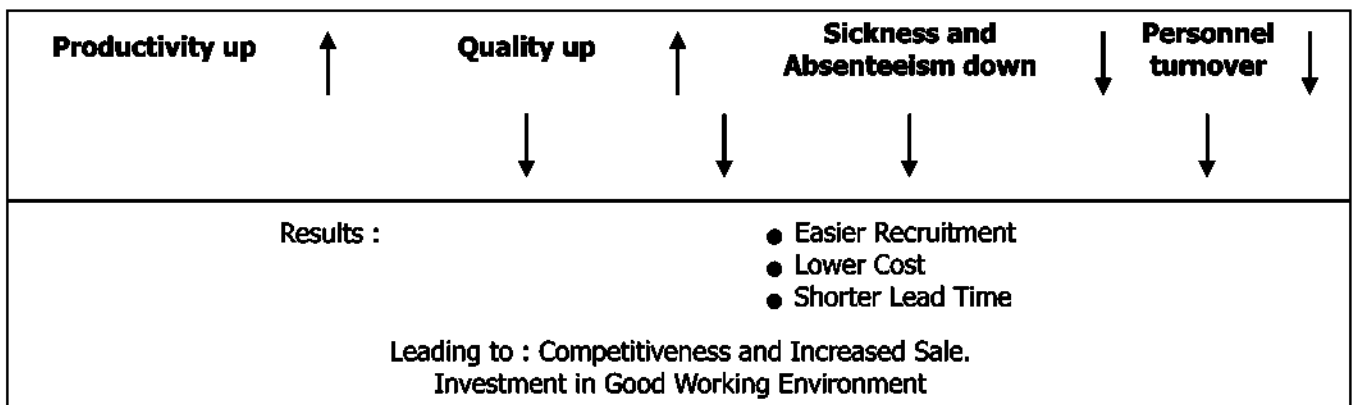 Productivity up
Quality up
Sickness and
Absenteeism down
Personnel
turnover
Results :
● Easier Recruitment
● Lower Cost
● Shorter Lead Time
Leading to : Competitiveness and Increased Sale.
Investment in Good Working Environment